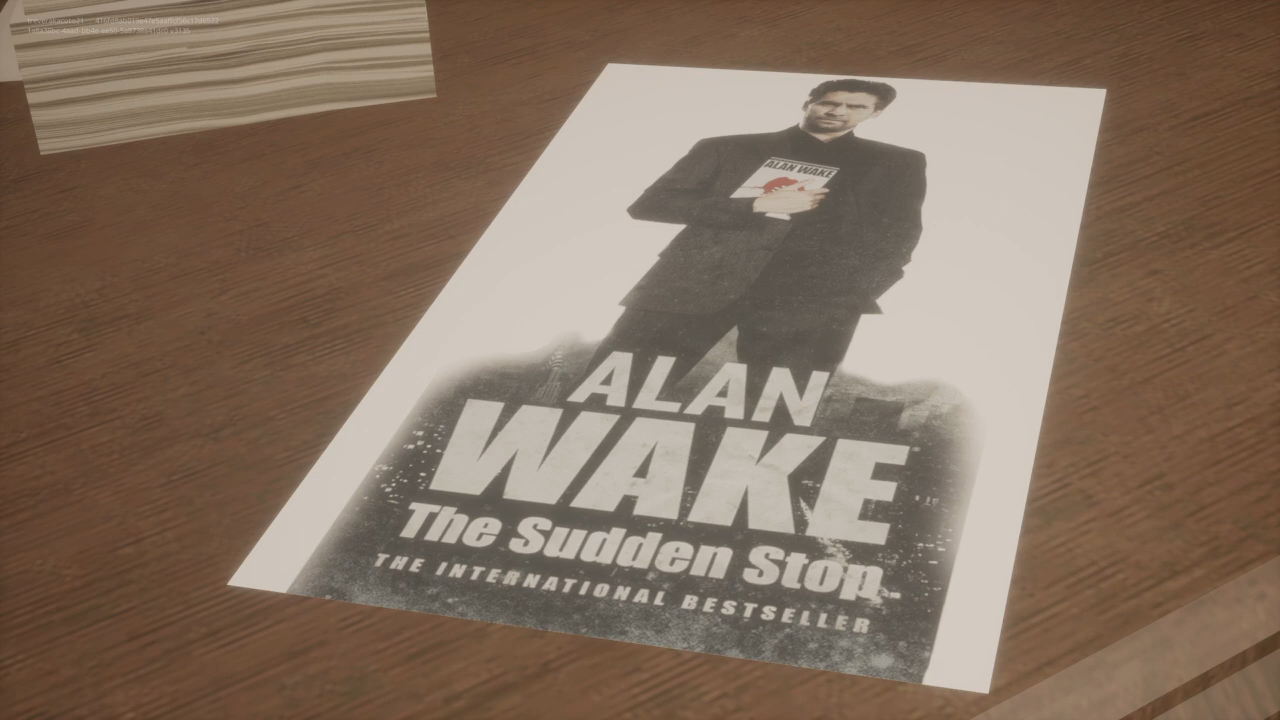 ALAN WAKE
ALAN
WAKE
The Sudden Stop
THE INTERNATIONAL BESTSELLER